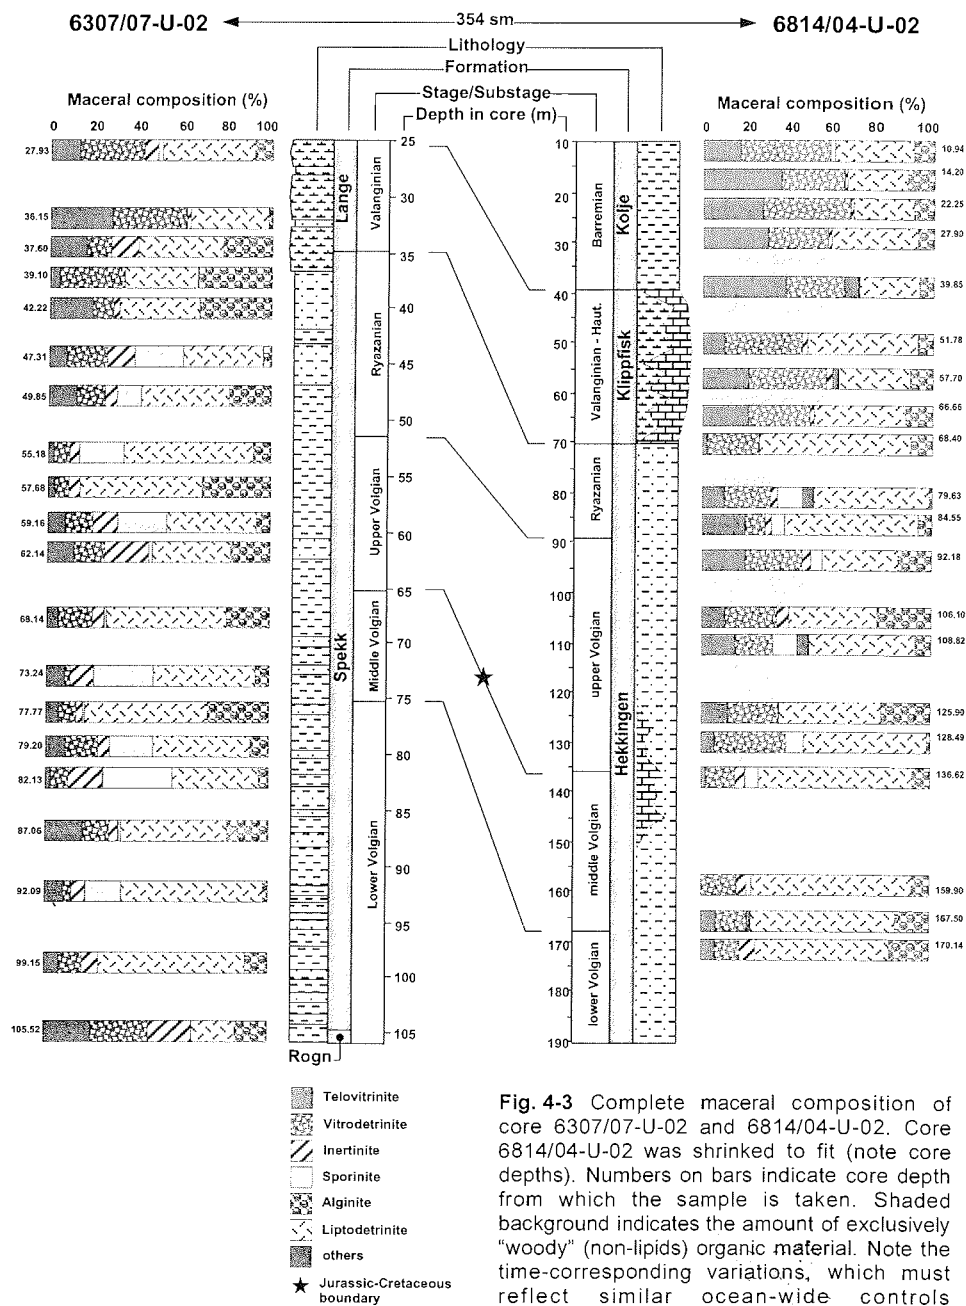 6307/07-U-02
354 sm
6814/04-U-02
Lithology
Formation
Stage/Substage
Depth in core (m)
Maceral composition (%)
0 20 40 60 80 100
27.93
36.15
37.60
39.10
42.22
47.31
49.85
55.18
57.68
59.16
62.14
68.14
73.24
77.77
79.20
82.13
87.06
92.09
99.15
105.52
Lange
Spekk
Rogn
Valanginian
Ryazanian
Upper Volgian
Middle Volgian
Lower Volgian
25
30
35
40
45
50
55
60
65
70
75
80
85
90
95
100
105
10
20
30
40
50
60
70
80
90
100
110
120
130
140
150
160
170
180
190
Barremian
Valanginian - Haut.
Ryazanian
upper Volgian
middle Volgian
lower Volgian
Kolje
Klippfisk
Hekkingen
Maceral composition (%)
0 20 40 60 80 100
10.94
14.20
22.25
27.90
39.85
51.78
57.70
66.66
68.40
79.63
84.55
92.18
106.10
108.82
125.90
128.49
136.62
159.90
167.50
170.14
Telovitrinite
Vitrodetrinite
Inertinite
Sporinite
Alginite
Liptodetrinite
others
Jurassic-Cretaceous
boundary
Fig. 4-3 Complete maceral composition of
core 6307/07-U-02 and 6814/04-U-02. Core
6814/04-U-02 was shrinked to fit (note core
depths). Numbers on bars indicate core depth
from which the sample is taken. Shaded
background indicates the amount of exclusively
"woody" (non-lipids) organic material. Note the
time-corresponding variations, which must
reflect similar ocean-wide controls